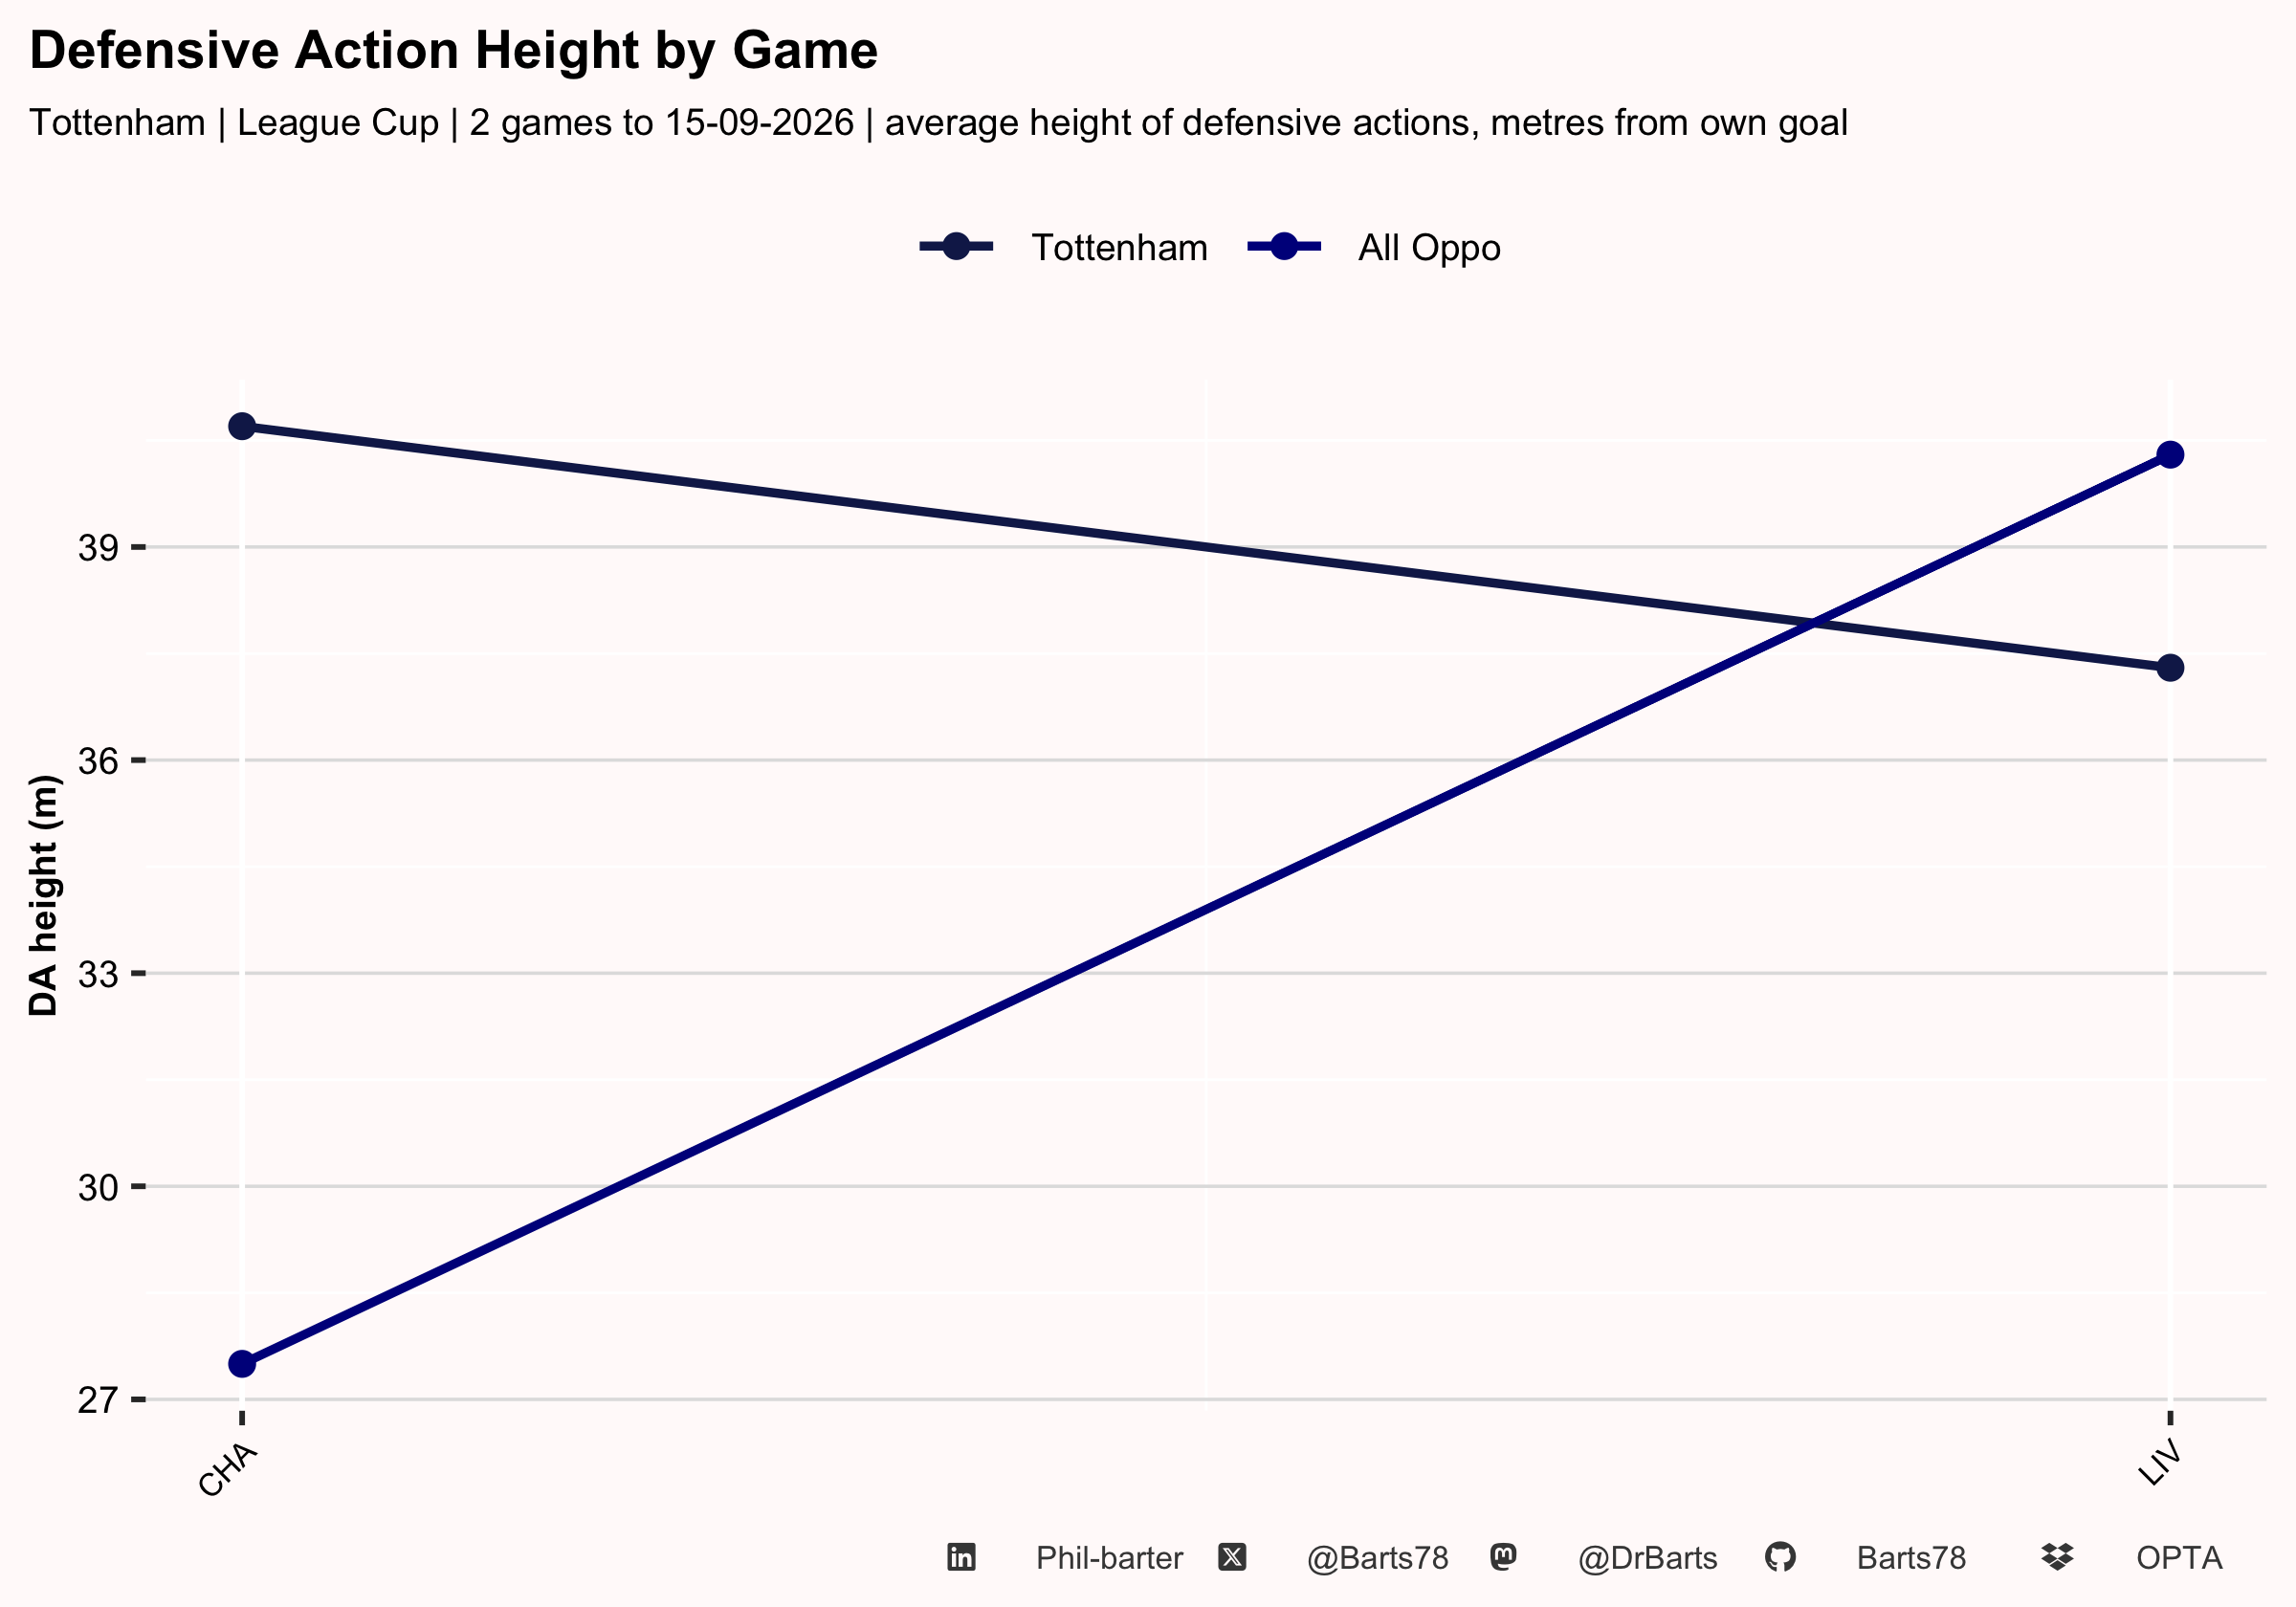 Defensive Action Height by Game
Tottenham | League Cup | 2 games to 15-09-2026 | average height of defensive actions, metres from own goal
Tottenham All Oppo
39
36
33
30
27
DA height (m)
CHA LIV
Phil-barter @Barts78 @DrBarts Barts78 OPTA